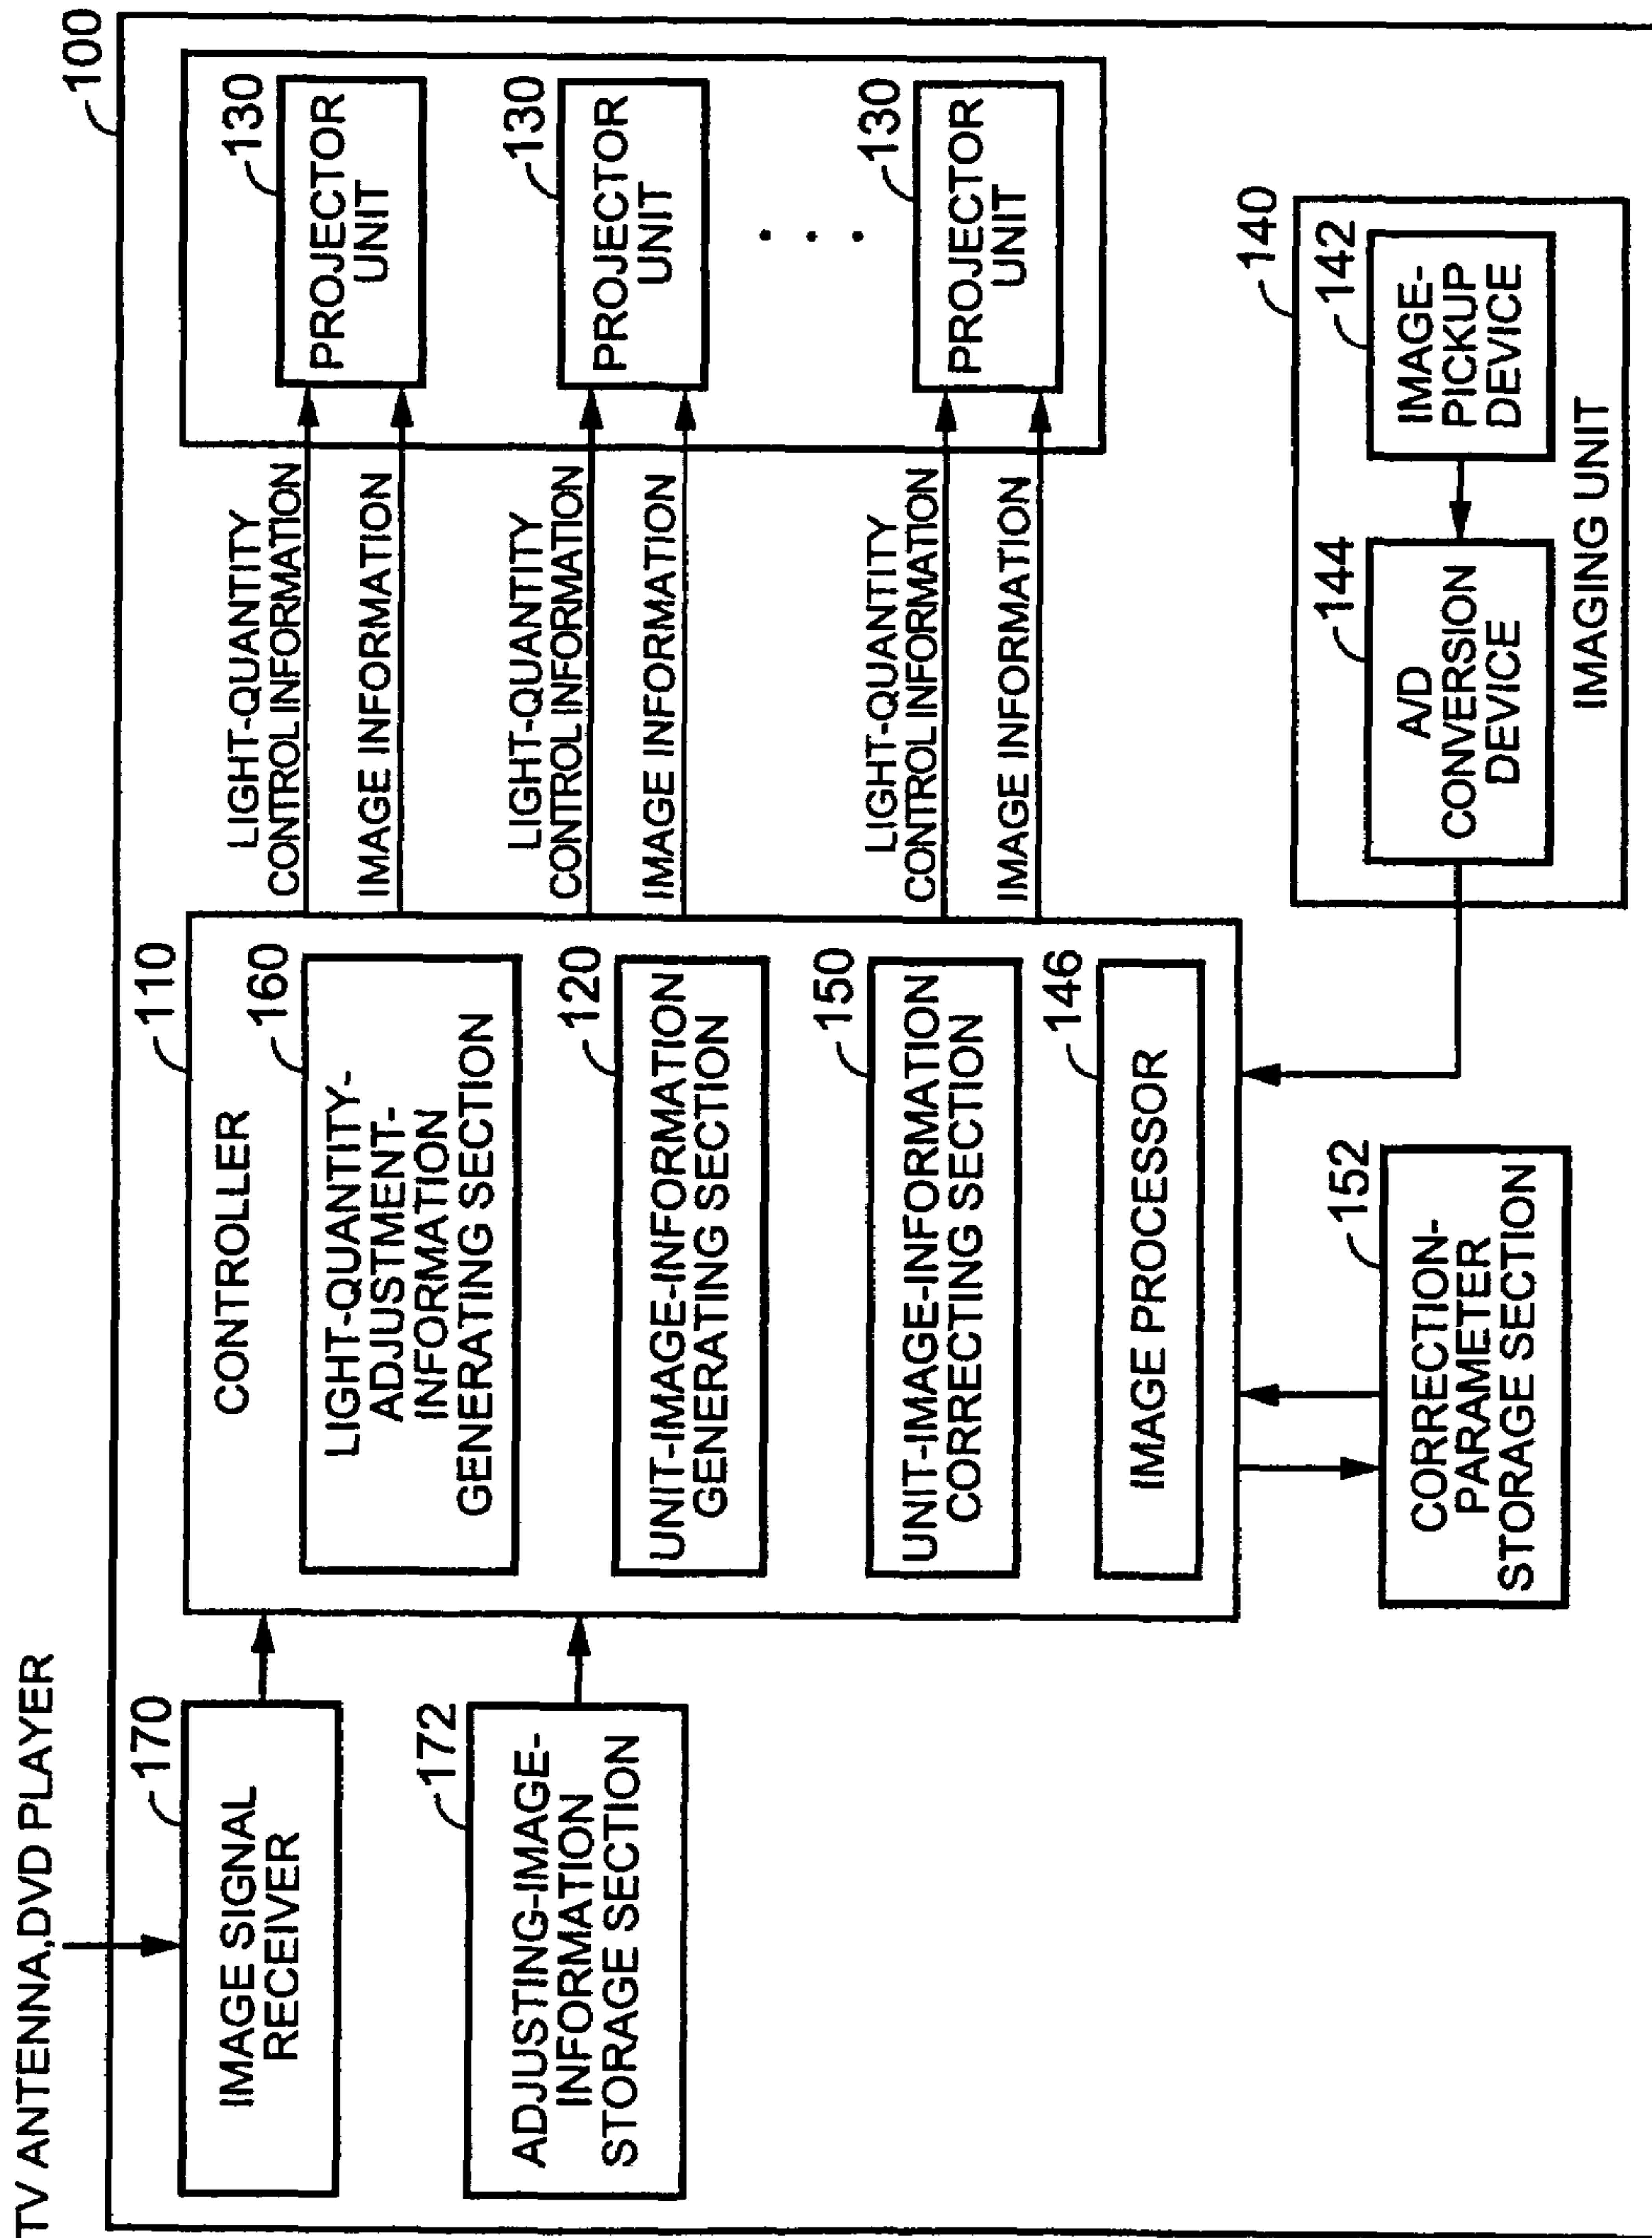 TV ANTENNA,DVD PLAYER
100
170
IMAGE SIGNAL
RECEIVER
172
ADJUSTING-IMAGE-
INFORMATION
STORAGE SECTION
110
CONTROLLER
160
LIGHT-QUANTITY-
ADJUSTMENT-
INFORMATION
GENERATING SECTION
120
UNIT-IMAGE-INFORMATION
GENERATING SECTION
150
UNIT-IMAGE-INFORMATION
CORRECTING SECTION
146
IMAGE PROCESSOR
152
CORRECTION-
PARAMETER
STORAGE SECTION
LIGHT-QUANTITY
CONTROL INFORMATION
IMAGE INFORMATION
LIGHT-QUANTITY
CONTROL INFORMATION
IMAGE INFORMATION
LIGHT-QUANTITY
CONTROL INFORMATION
IMAGE INFORMATION
130
PROJECTOR
UNIT
130
PROJECTOR
UNIT
. . .
130
PROJECTOR
UNIT
140
144
A/D
CONVERSION
DEVICE
142
IMAGE-
PICKUP
DEVICE
IMAGING UNIT